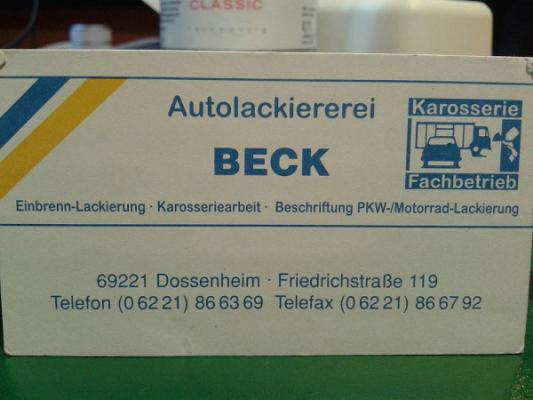 CLASSIC
Autolackiererei
BECK
Karosserie
Fachbetrieb
Einbrenn-Lackierung · Karosseriearbeit · Beschriftung PKW-/Motorrad-Lackierung
69221 Dossenheim · Friedrichstraße 119
Telefon (0 62 21) 86 63 69 Telefax (0 62 21) 86 67 92